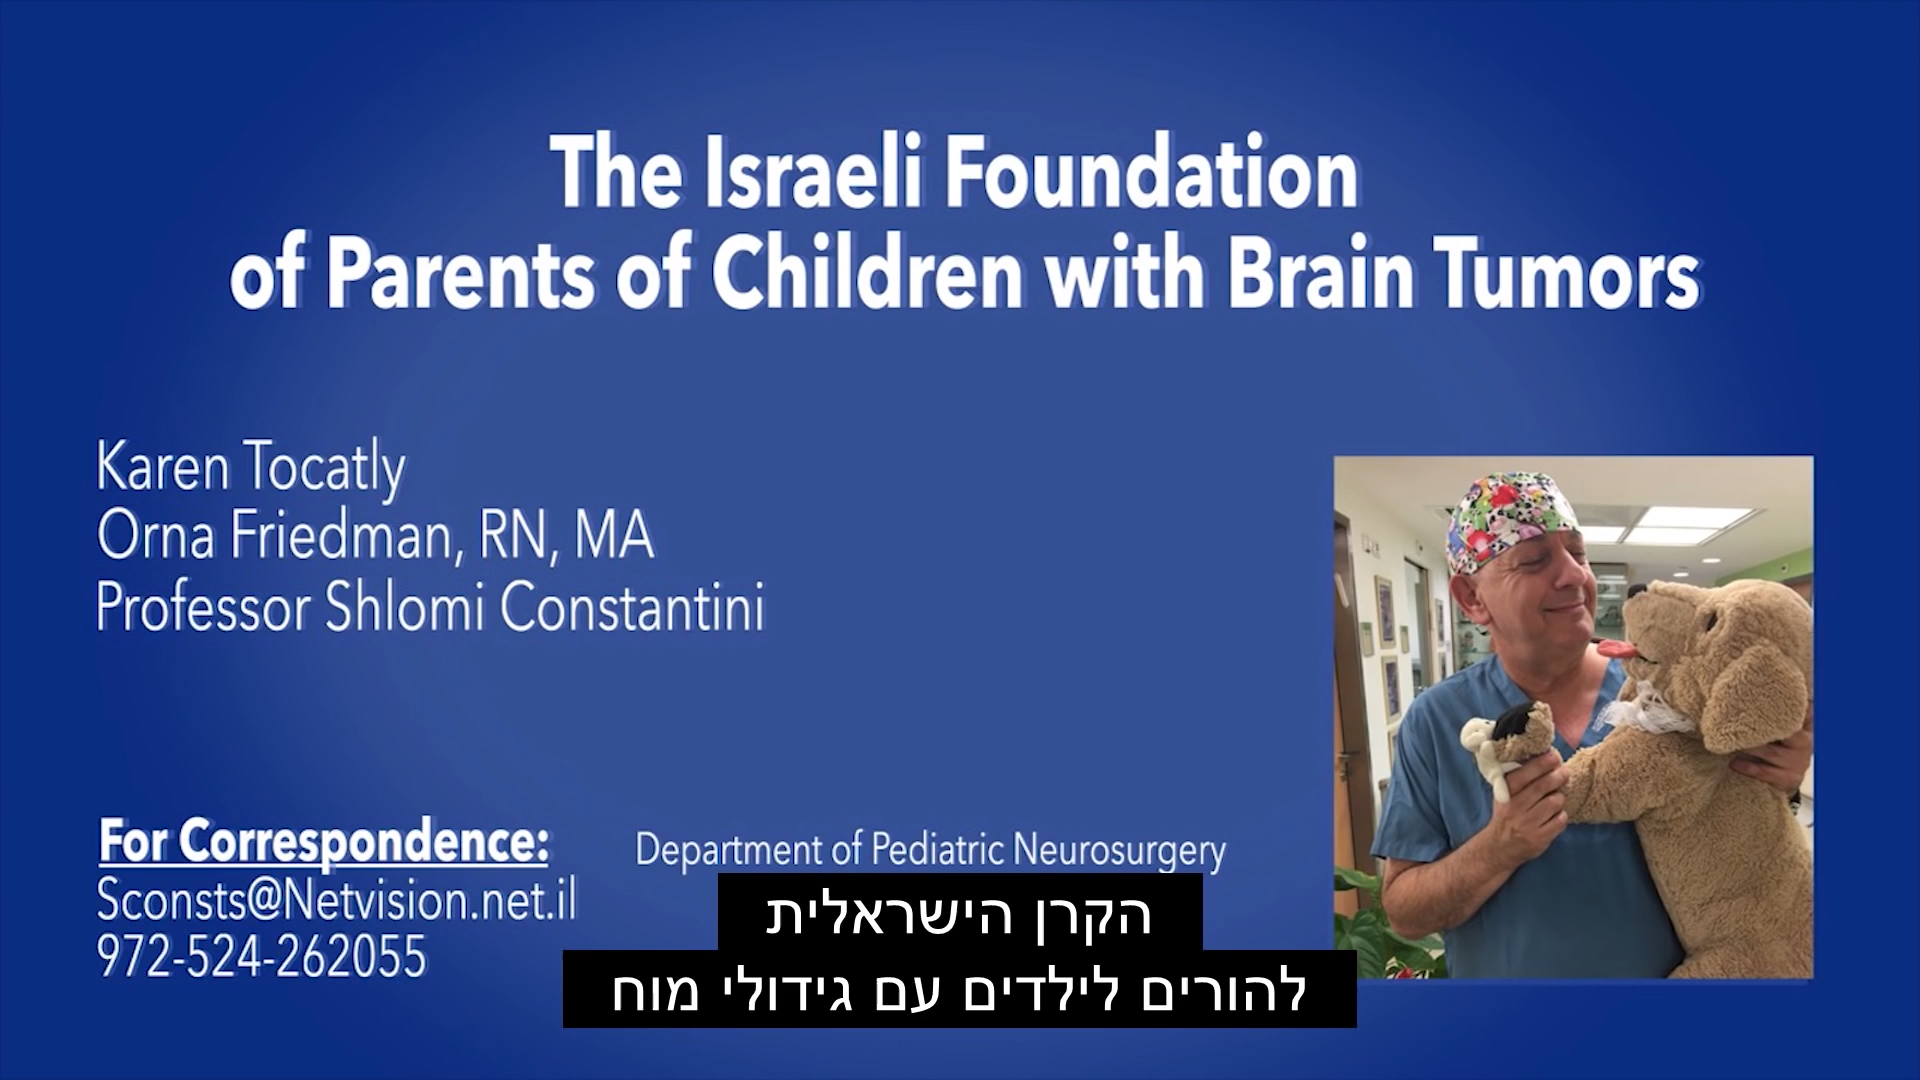 The Israeli Foundation
of Parents of Children with Brain Tumors
Karen Tocatly
Orna Friedman, RN, MA
Professor Shlomi Constantini
For Correspondence:
Sconsts@Netvision.net.il
972-524-262055
Department of Pediatric Neurosurgery
הקרן הישראלית
להורים לילדים עם גידולי מוח